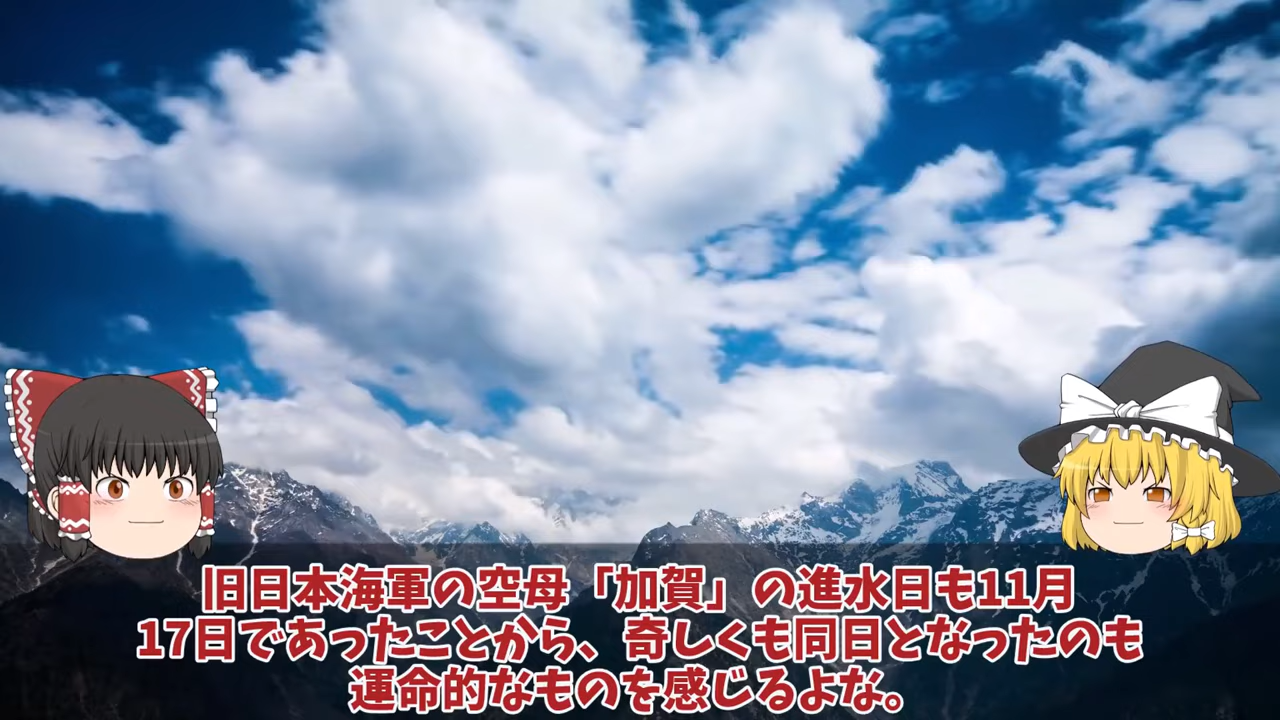 旧日本海軍の空母「加賀」の進水日も11月
17日であったことから、奇しくも同日となったのも
運命的なものを感じるよな。